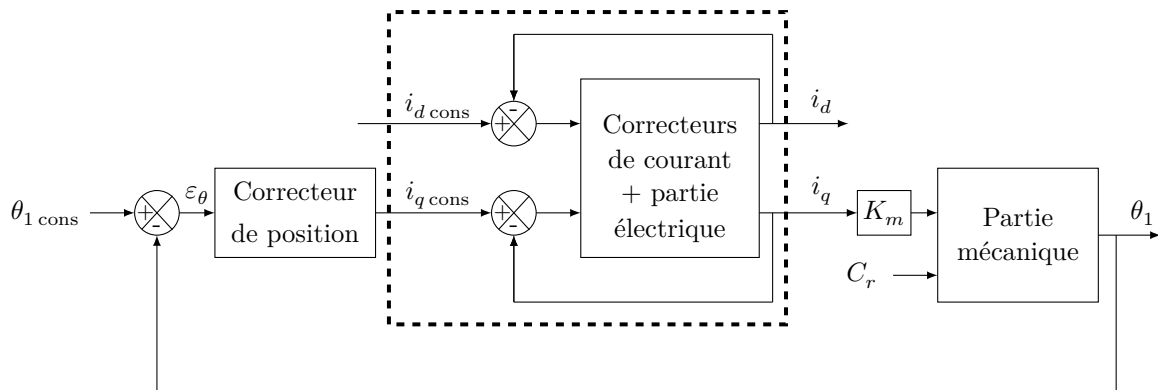 i_d cons
+
-
Correcteurs
de courant
+ partie
électrique
i_d
θ_1 cons
+
-
ε_θ
Correcteur
de position
i_q cons
+
-
i_q
K_m
C_r
Partie
mécanique
θ_1